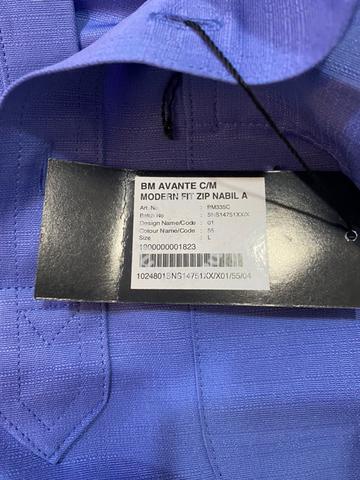 BM AVANTE C/M
MODERN FIT ZIP NABIL A
Art. No. : BM335C
Batch No : SNS14751XX/X
Design Name/Code : 01
Colour Name/Code : 55
Size : L
1000000001823
1024801SNS14751XX/X01/55/04